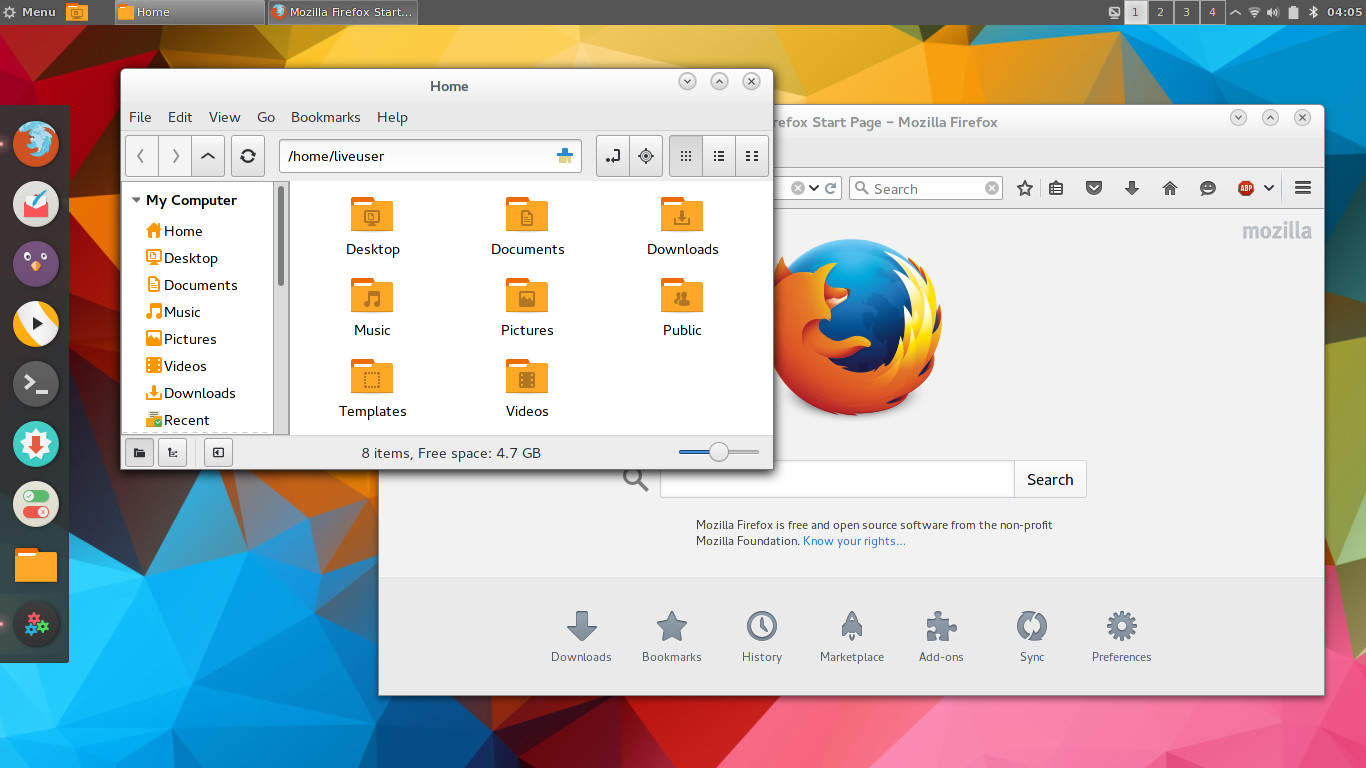 Menu
Home
Mozilla Firefox Start...
1
2
3
4
04:05
Home
File Edit View Go Bookmarks Help
/home/liveuser
My Computer
Home
Desktop
Documents
Music
Pictures
Videos
Downloads
Recent
Desktop
Documents
Downloads
Music
Pictures
Public
Templates
Videos
8 items, Free space: 4.7 GB
Start Page – Mozilla Firefox
Search
ABP
mozilla
Search
Mozilla Firefox is free and open source software from the non-profit
Mozilla Foundation. Know your rights...
Downloads
Bookmarks
History
Marketplace
Add-ons
Sync
Preferences